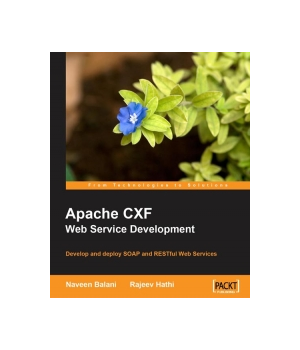 From Technologies to Solutions
Apache CXF
Web Service Development
Develop and deploy SOAP and RESTful Web Services
Naveen Balani Rajeev Hathi
PACKT
PUBLISHING